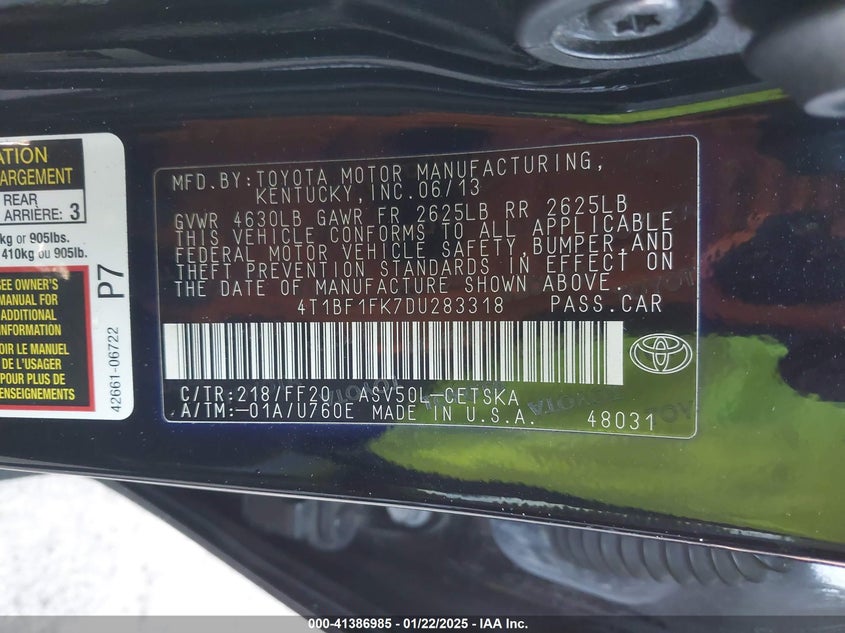 ATION
ARGEMENT
REAR
ARRIÈRE: 3
kg or 905lbs.
410kg ou 905lb.
SEE OWNER'S
MANUAL FOR
ADDITIONAL
INFORMATION
OIR LE MANUEL
DE L'USAGER
POUR PLUS DE
ENSEIGNEMENTS
P7
42661-06722
MFD.BY:TOYOTA MOTOR MANUFACTURING,
KENTUCKY,INC.06/13
GVWR 4630LB GAWR FR 2625LB RR 2625LB
THIS VEHICLE CONFORMS TO ALL APPLICABLE
FEDERAL MOTOR VEHICLE SAFETY,BUMPER,AND
THEFT PREVENTION STANDARDS IN EFFECT ON
THE DATE OF MANUFACTURE SHOWN ABOVE.
4T1BF1FK7DU283318 PASS.CAR
C/TR:218/FF20 ASV50L-CETSKA
A/TM:-01A/U760E MADE IN U.S.A.
48031
000-41386985 - 01/22/2025 - IAA Inc.